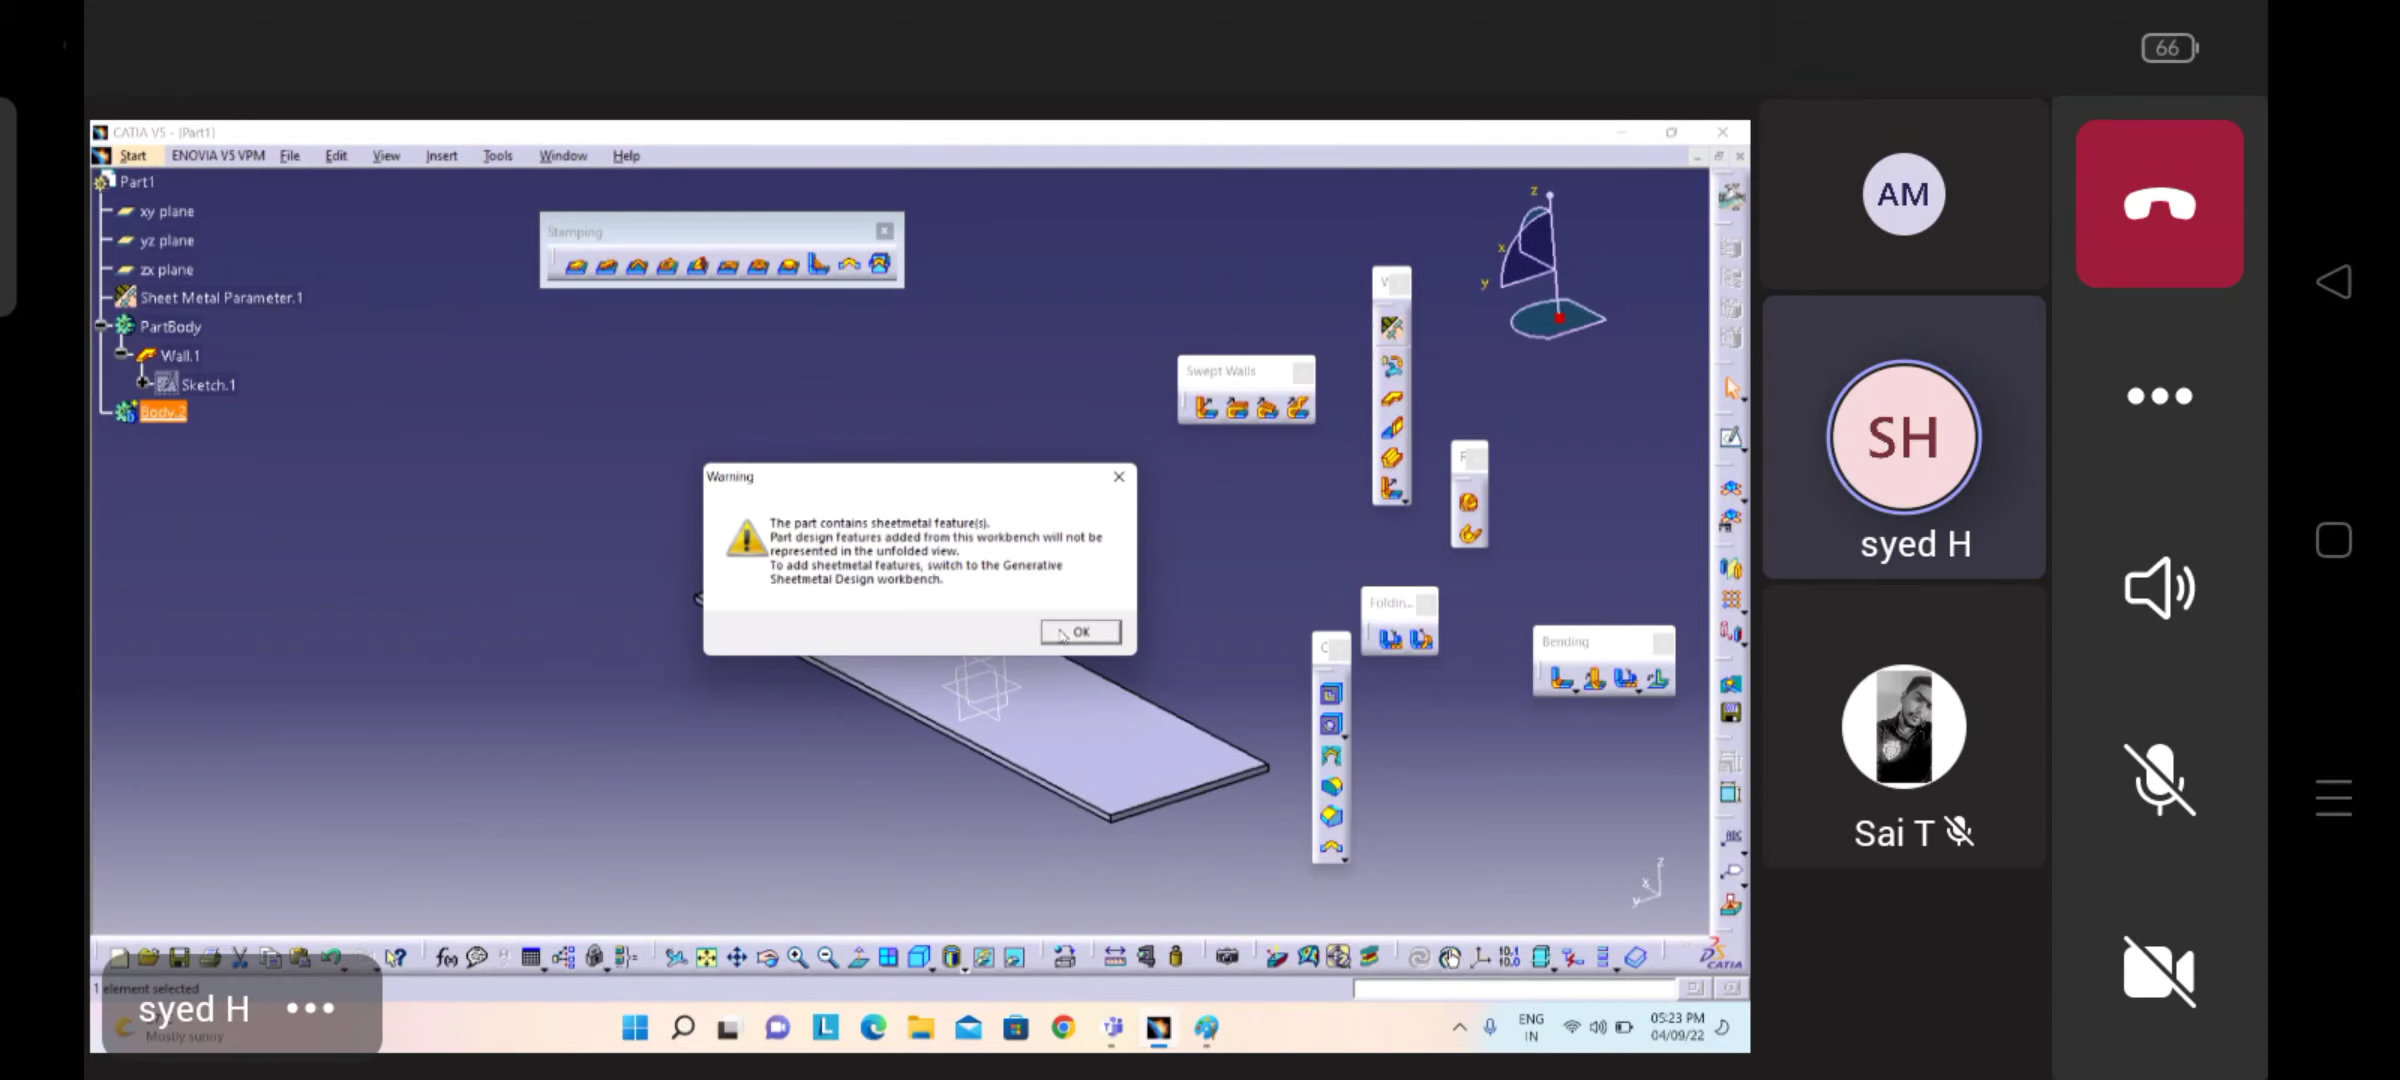 66
CATIA V5 - [Part1]
Start ENOVIA V5 VPM File Edit View Insert Tools Window Help
Part1
xy plane
yz plane
zx plane
Sheet Metal Parameter.1
PartBody
Wall.1
Sketch.1
Body.2
Stamping
z
x
y
Swept Walls
Warning
The part contains sheetmetal feature(s).
Part design features added from this workbench will not be
represented in the unfolded view.
To add sheetmetal features, switch to the Generative
Sheetmetal Design workbench.
OK
Foldin...
Bending
C
z
x
y
CATIA
1 element selected
syed H
Mostly sunny
ENG
IN
05:23 PM
04/09/22
AM
SH
syed H
Sai T